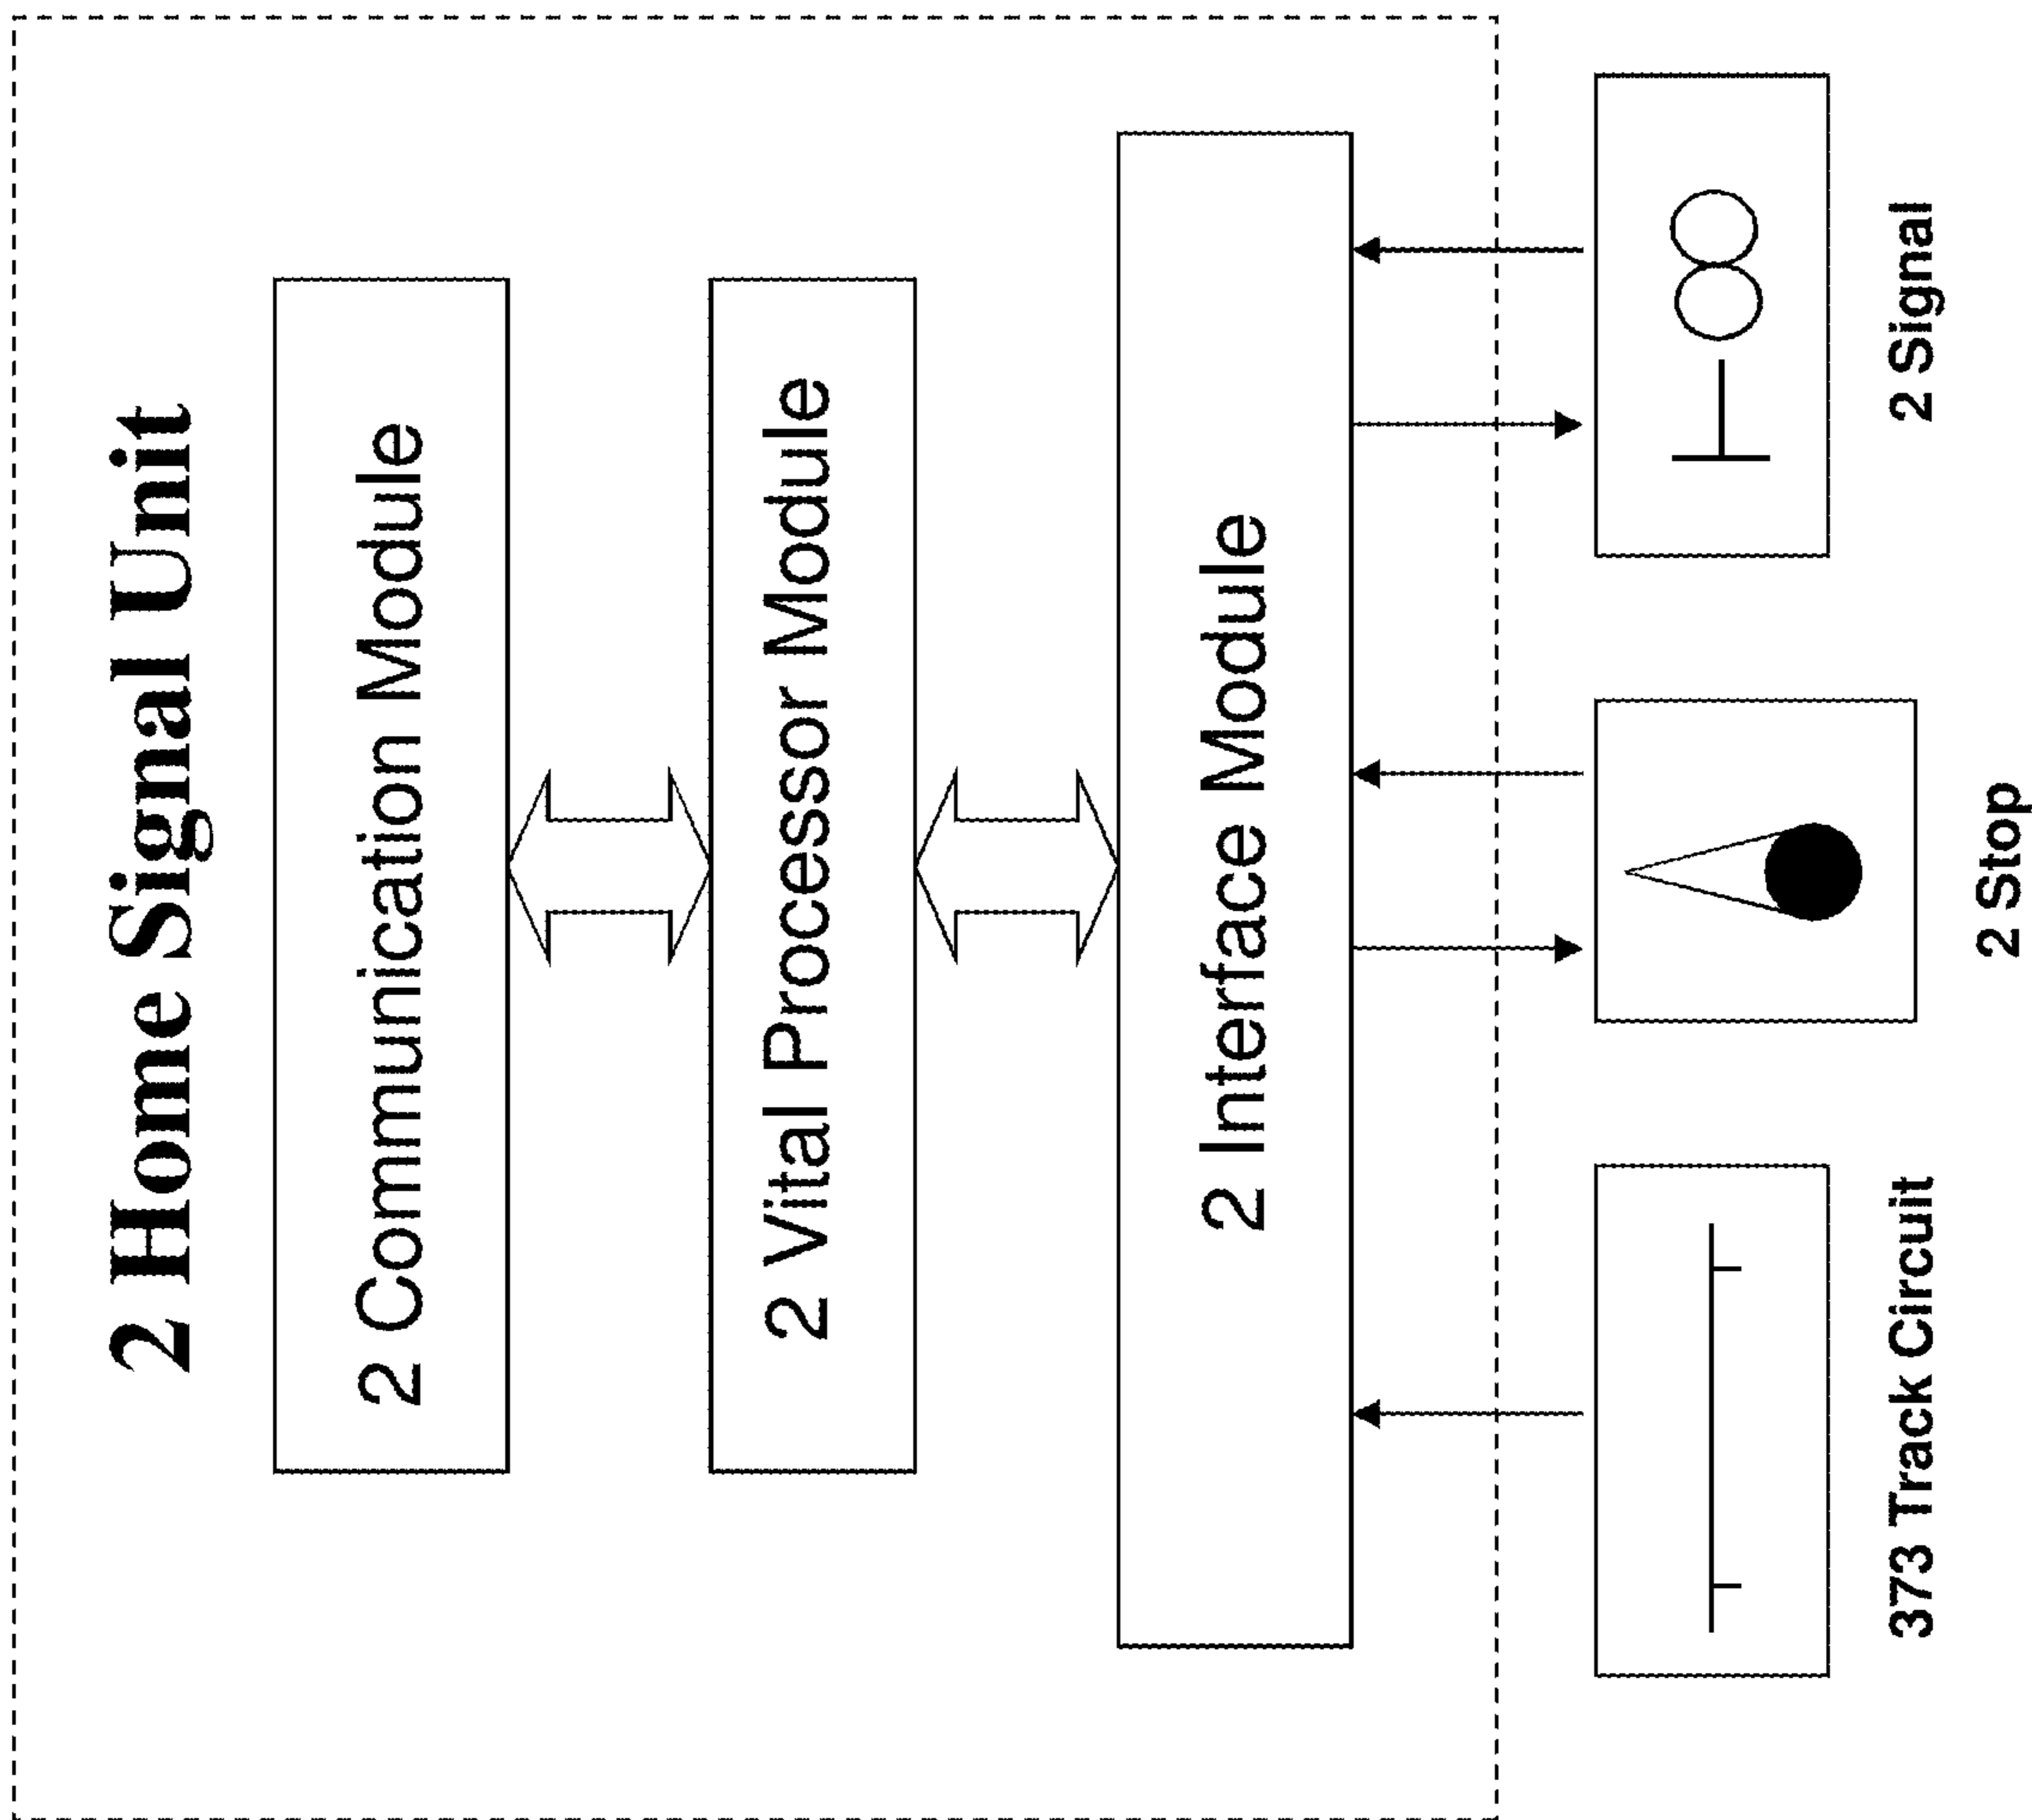 2 Home Signal Unit
2 Communication Module
2 Vital Processor Module
2 Interface Module
373 Track Circuit
2 Stop
2 Signal